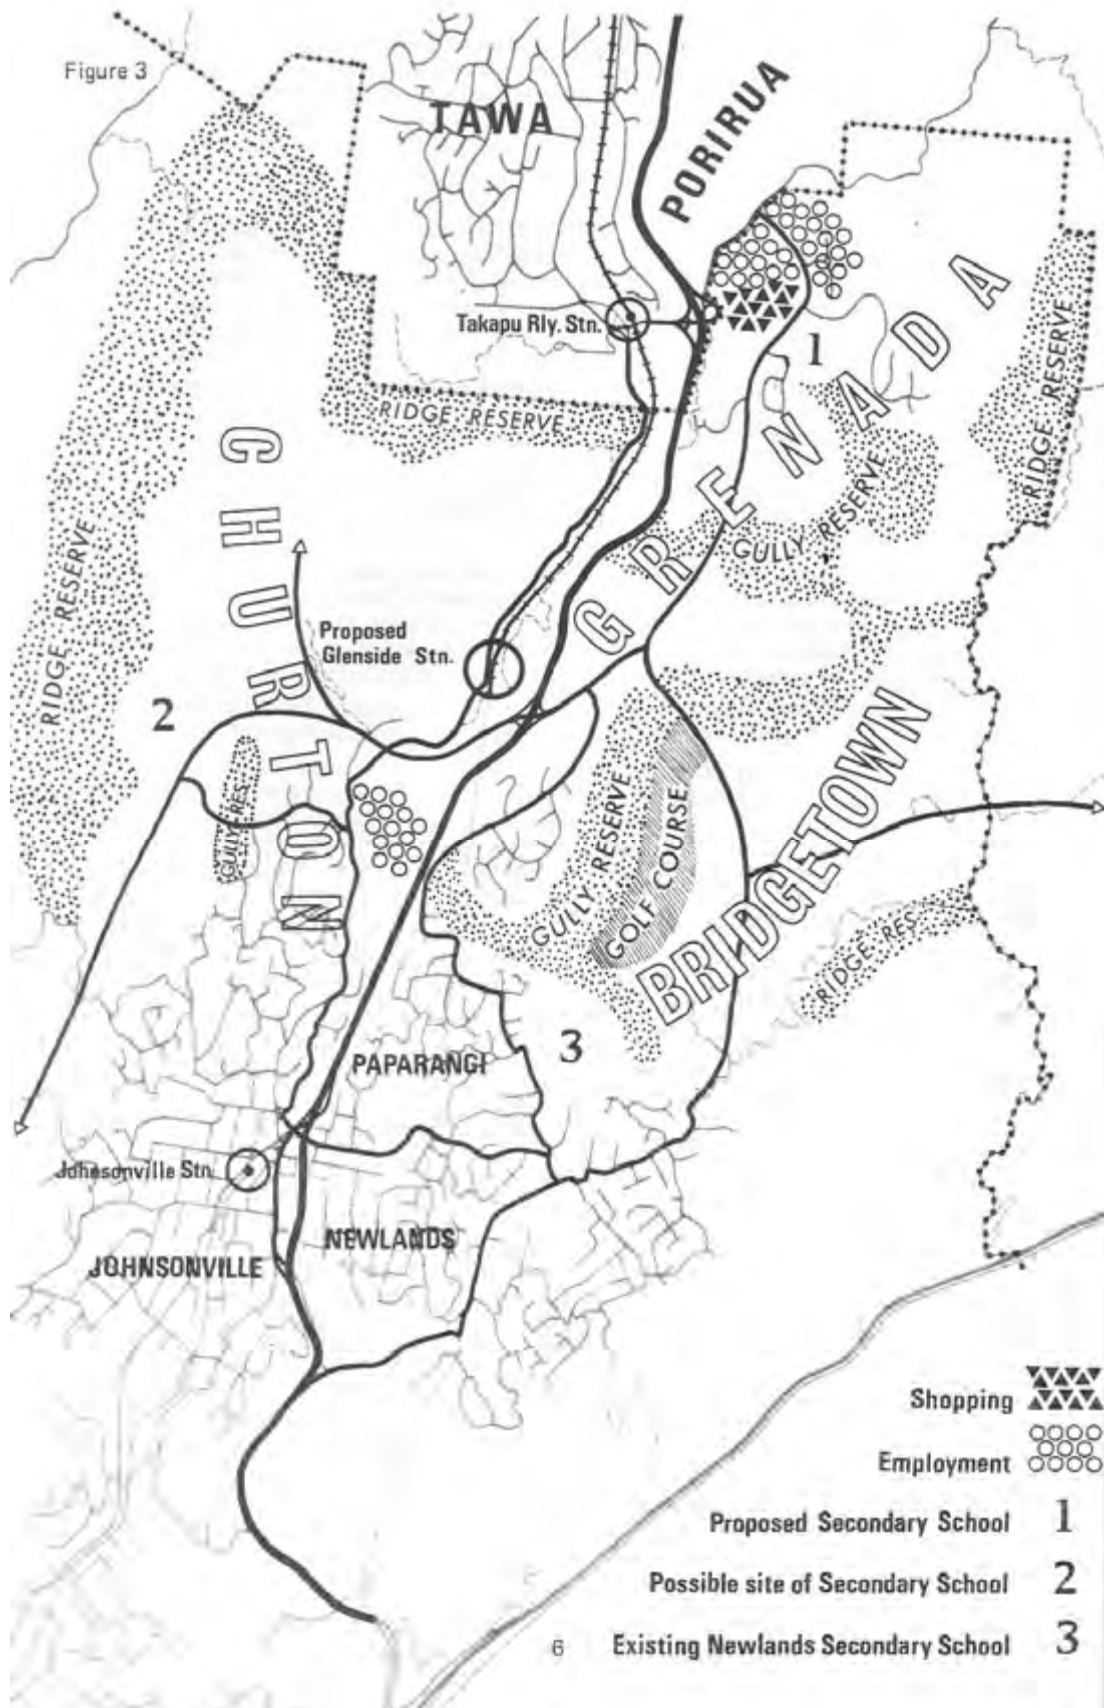 Figure 3
TAWA
PORIRUA
Takapu Rly. Stn.
1
GRENADA
RIDGE RESERVE
RIDGE RESERVE
CHURTON
GULLY RESERVE
RIDGE RESERVE
Proposed
Glenside Stn.
2
GULLY RES
GULLY RESERVE
GOLF COURSE
BRIDGETOWN
RIDGE RES.
3
PAPARANGI
Johnsonville Stn.
NEWLANDS
JOHNSONVILLE
Shopping
Employment
Proposed Secondary School 1
Possible site of Secondary School 2
6
Existing Newlands Secondary School 3